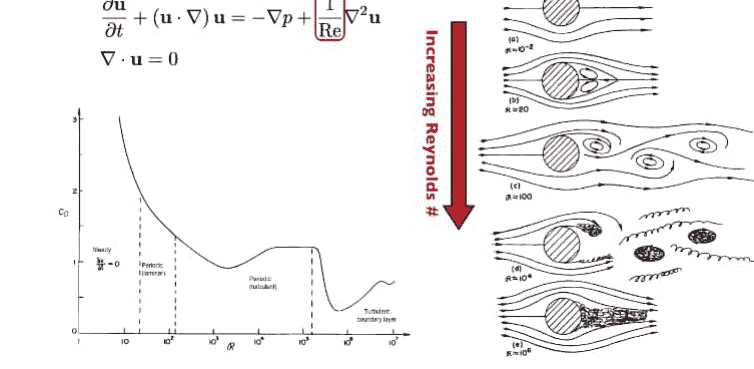 ∂u/∂t + (u · ∇) u = −∇p + 1/Re ∇²u
∇ · u = 0
3
2
1
0
C_D
Steady
= 0
Periodic
(laminar)
Periodic
(turbulent)
Turbulent
boundary layer
1
10
10²
10³
10⁴
10⁵
10⁶
10⁷
R
Increasing Reynolds #
(a)
R≈10⁻²
(b)
R≈20
(c)
R≈100
(d)
R≈10⁴
(e)
R≈10⁶